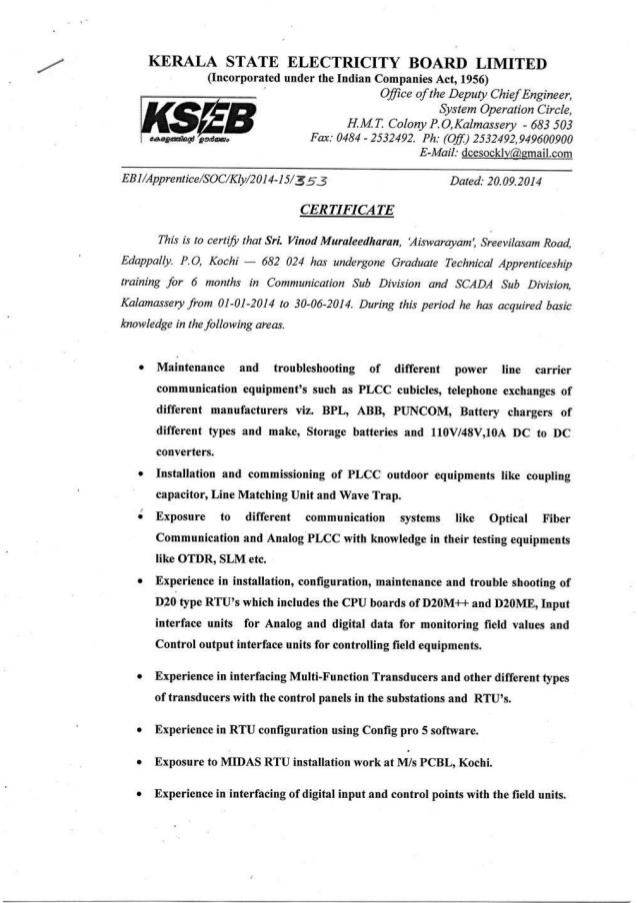 KERALA STATE ELECTRICITY BOARD LIMITED
(Incorporated under the Indian Companies Act, 1956)
Office of the Deputy Chief Engineer,
System Operation Circle,
H.M.T. Colony P.O,Kalmassery - 683 503
Fax: 0484 - 2532492. Ph: (Off.) 2532492,949600900
E-Mail: dcesockly@gmail.com
KSEB
കേരളത്തിന്റെ ഊർജ്ജം
EB1/Apprentice/SOC/Kly/2014-15/353 Dated: 20.09.2014
CERTIFICATE
This is to certify that Sri. Vinod Muraleedharan, 'Aiswarayam', Sreevilasam Road,
Edappally. P.O, Kochi — 682 024 has undergone Graduate Technical Apprenticeship
training for 6 months in Communication Sub Division and SCADA Sub Division,
Kalamassery from 01-01-2014 to 30-06-2014. During this period he has acquired basic
knowledge in the following areas.
• Maintenance and troubleshooting of different power line carrier
communication equipment's such as PLCC cubicles, telephone exchanges of
different manufacturers viz. BPL, ABB, PUNCOM, Battery chargers of
different types and make, Storage batteries and 110V/48V,10A DC to DC
converters.
• Installation and commissioning of PLCC outdoor equipments like coupling
capacitor, Line Matching Unit and Wave Trap.
• Exposure to different communication systems like Optical Fiber
Communication and Analog PLCC with knowledge in their testing equipments
like OTDR, SLM etc.
• Experience in installation, configuration, maintenance and trouble shooting of
D20 type RTU's which includes the CPU boards of D20M++ and D20ME, Input
interface units for Analog and digital data for monitoring field values and
Control output interface units for controlling field equipments.
• Experience in interfacing Multi-Function Transducers and other different types
of transducers with the control panels in the substations and RTU's.
• Experience in RTU configuration using Config pro 5 software.
• Exposure to MIDAS RTU installation work at M/s PCBL, Kochi.
• Experience in interfacing of digital input and control points with the field units.